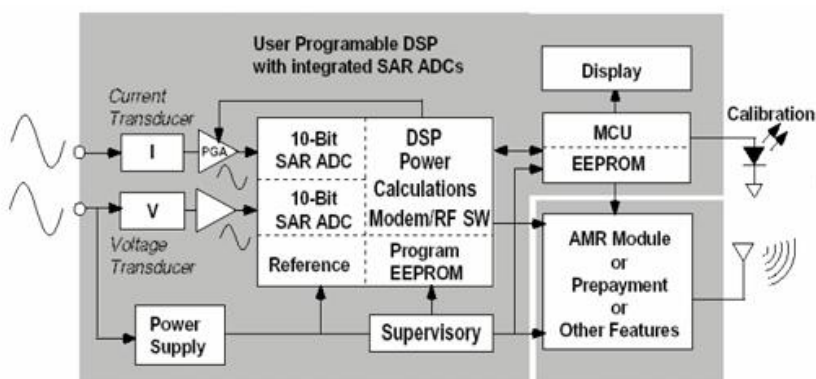 User Programable DSP
with integrated SAR ADCs
Current
Transducer
I
PGA
10-Bit
SAR ADC
DSP
Power
Calculations
Modem/RF SW
V
10-Bit
SAR ADC
Voltage
Transducer
Reference
Program
EEPROM
Power
Supply
Supervisory
Display
MCU
EEPROM
Calibration
AMR Module
or
Prepayment
or
Other Features